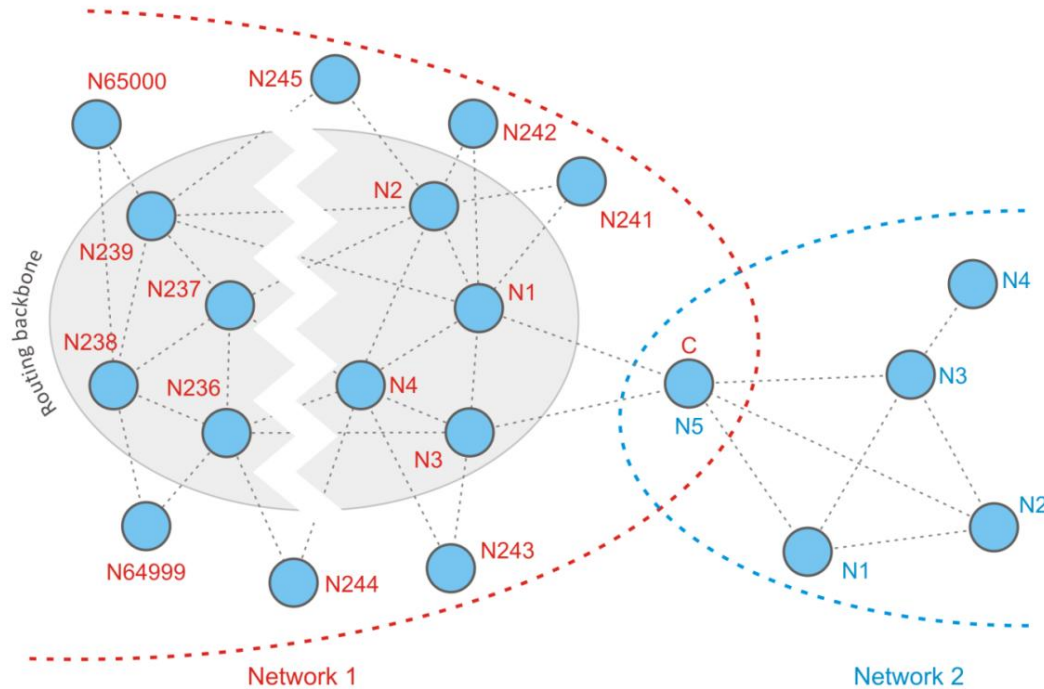 N65000
N245
N242
N2
N241
N239
N237
N1
N4
Routing backbone
N238
C
N3
N236
N4
N5
N3
N2
N243
N1
N64999
N244
Network 1
Network 2